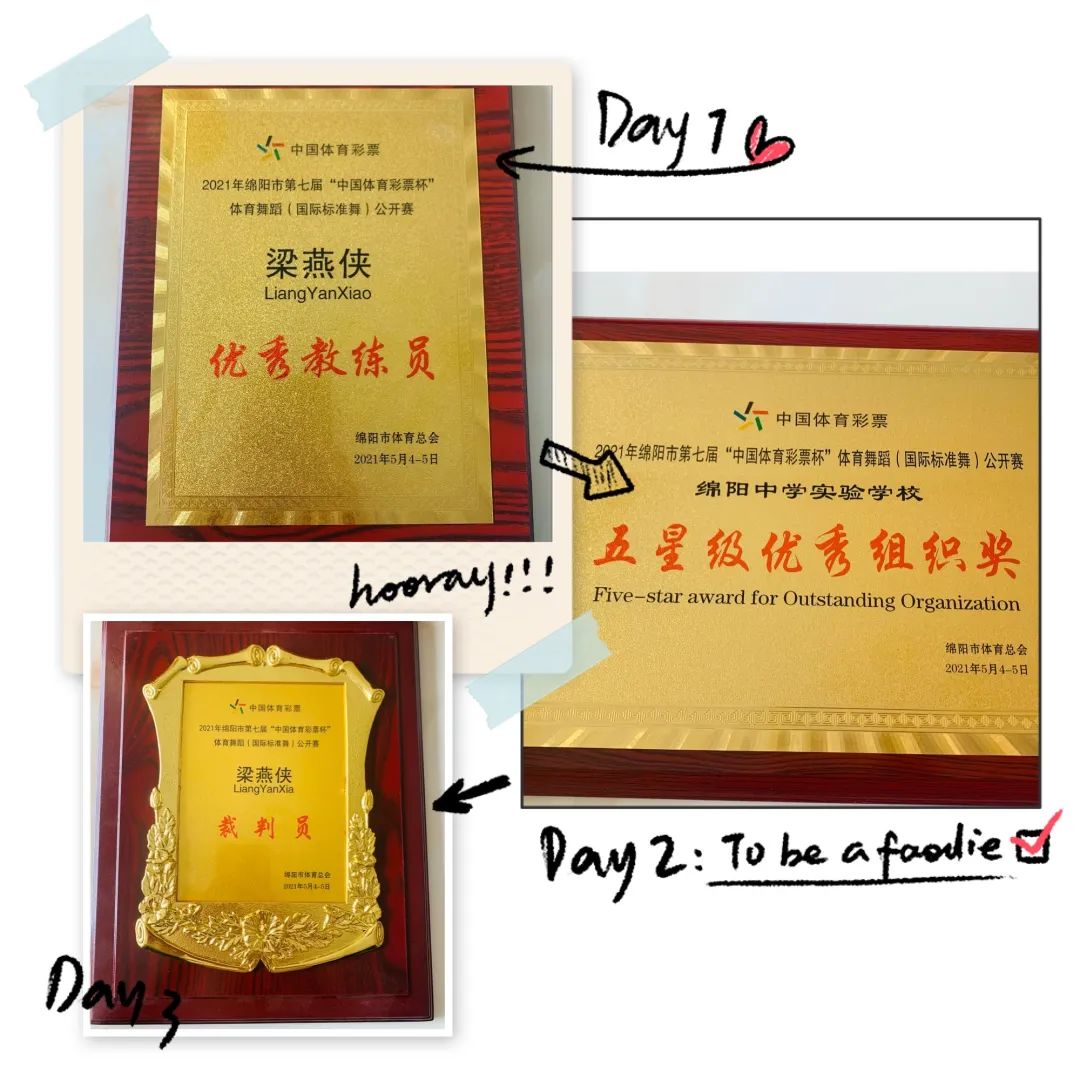 Day 1
中国体育彩票
2021年绵阳市第七届“中国体育彩票杯”
体育舞蹈(国际标准舞)公开赛
梁燕侠
LiangYanXiao
优秀教练员
绵阳市体育总会
2021年5月4-5日
hooray!!!
中国体育彩票
2021年绵阳市第七届“中国体育彩票杯”体育舞蹈(国际标准舞)公开赛
绵阳中学实验学校
五星级优秀组织奖
Five-star award for Outstanding Organization
绵阳市体育总会
2021年5月4-5日
Day 2: To be a foodie
中国体育彩票
2021年绵阳市第七届“中国体育彩票杯”
体育舞蹈(国际标准舞)公开赛
梁燕侠
LiangYanXia
裁判员
绵阳市体育总会
2021年5月4-5日
Day 3